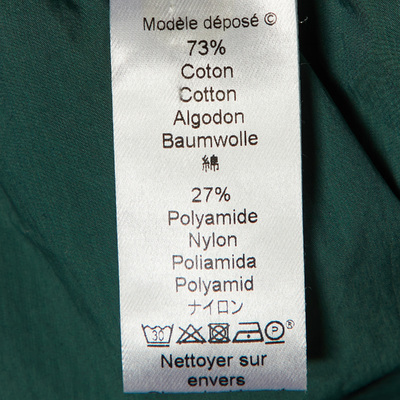 Modèle déposé ©
73%
Coton
Cotton
Algodon
Baumwolle
綿
27%
Polyamide
Nylon
Poliamida
Polyamid
ナイロン
30 P ®
Nettoyer sur
envers